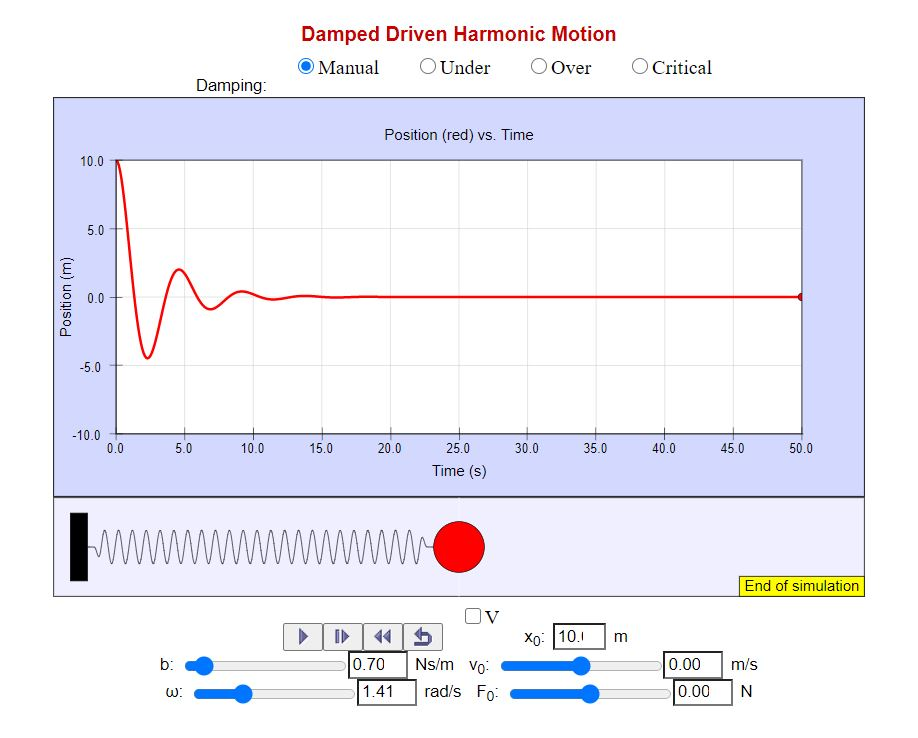 Damped Driven Harmonic Motion
Damping: Manual Under Over Critical
Position (red) vs. Time
10.0
5.0
0.0
-5.0
-10.0
Position (m)
0.0 5.0 10.0 15.0 20.0 25.0 30.0 35.0 40.0 45.0 50.0
Time (s)
End of simulation
V
x0: 10. m
b: 0.70 Ns/m v0: 0.00 m/s
ω: 1.41 rad/s F0: 0.00 N